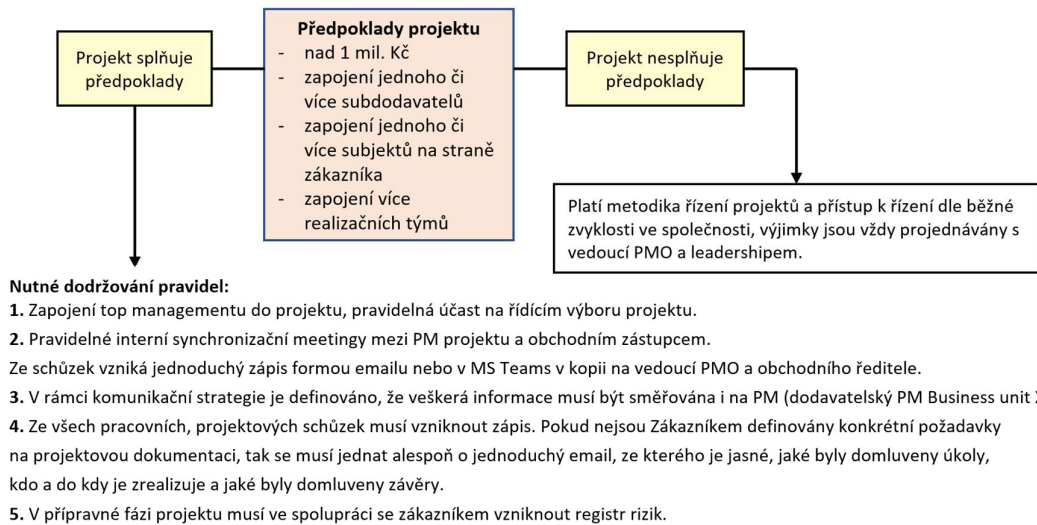 Projekt splňuje
předpoklady
Předpoklady projektu
- nad 1 mil. Kč
- zapojení jednoho či
více subdodavatelů
- zapojení jednoho či
více subjektů na straně
zákazníka
- zapojení více
realizačních týmů
Projekt nesplňuje
předpoklady
Platí metodika řízení projektů a přístup k řízení dle běžné
zvyklosti ve společnosti, výjimky jsou vždy projednávány s
vedoucí PMO a leadershipem.
Nutné dodržování pravidel:
1. Zapojení top managementu do projektu, pravidelná účast na řídícím výboru projektu.
2. Pravidelné interní synchronizační meetingy mezi PM projektu a obchodním zástupcem.
Ze schůzek vzniká jednoduchý zápis formou emailu nebo v MS Teams v kopii na vedoucí PMO a obchodního ředitele.
3. V rámci komunikační strategie je definováno, že veškerá informace musí být směřována i na PM (dodavatelský PM Business unit
4. Ze všech pracovních, projektových schůzek musí vzniknout zápis. Pokud nejsou Zákazníkem definovány konkrétní požadavky
na projektovou dokumentaci, tak se musí jednat alespoň o jednoduchý email, ze kterého je jasné, jaké byly domluveny úkoly,
kdo a do kdy je zrealizuje a jaké byly domluveny závěry.
5. V přípravné fázi projektu musí ve spolupráci se zákazníkem vzniknout registr rizik.